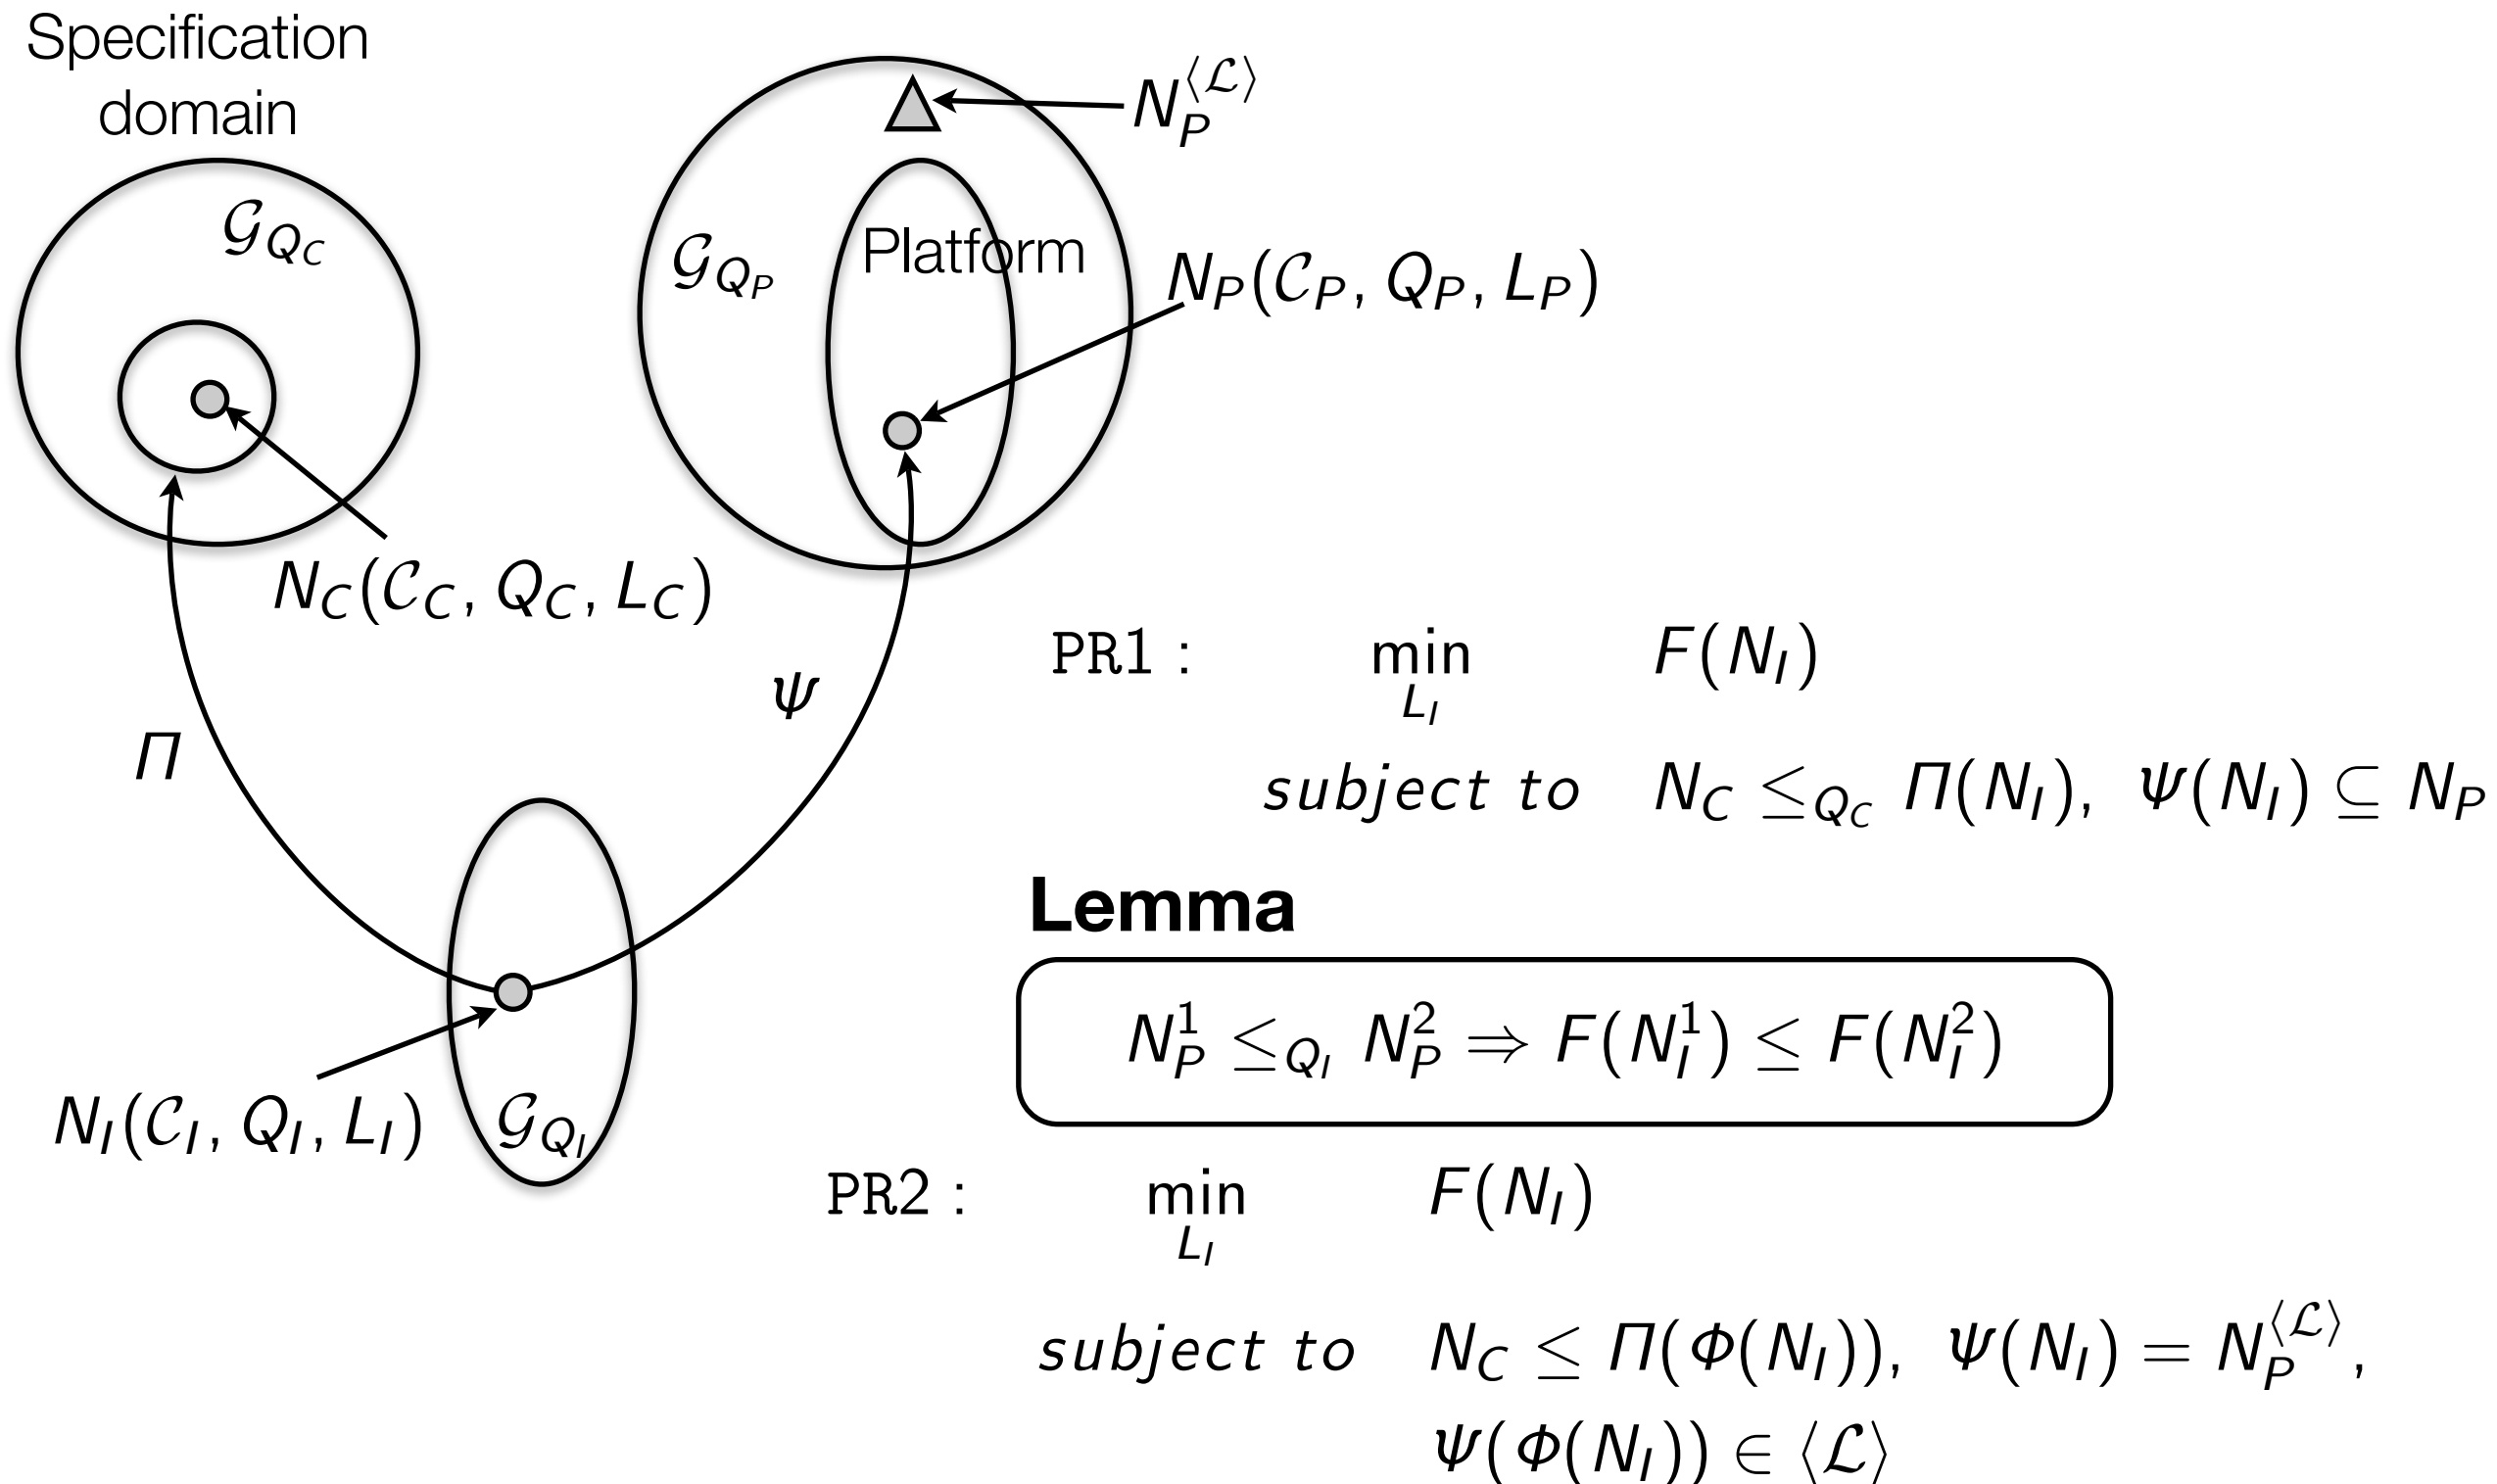 Specification
domain
𝒢_{Q_C}
N_P^{⟨ℒ⟩}
𝒢_{Q_P}
Platform
N_P(𝒞_P, Q_P, L_P)
N_C(𝒞_C, Q_C, L_C)
Π
Ψ
PR1 : min_{L_I} F(N_I)
subject to N_C ≤_{Q_C} Π(N_I), Ψ(N_I) ⊆ N_P
Lemma
N_P^1 ≤_{Q_I} N_P^2 ⇒ F(N_I^1) ≤ F(N_I^2)
N_I(𝒞_I, Q_I, L_I)
𝒢_{Q_I}
PR2 : min_{L_I} F(N_I)
subject to N_C ≤ Π(Φ(N_I)), Ψ(N_I) = N_P^{⟨ℒ⟩},
Ψ(Φ(N_I)) ∈ ⟨ℒ⟩